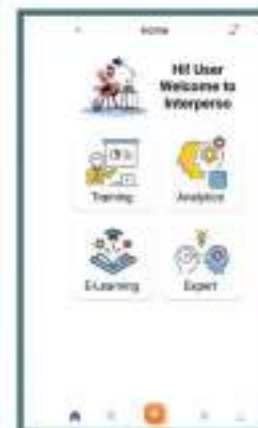 Home
Hi! User
Welcome to
Interperso
Training
Analytics
E-Learning
Expert